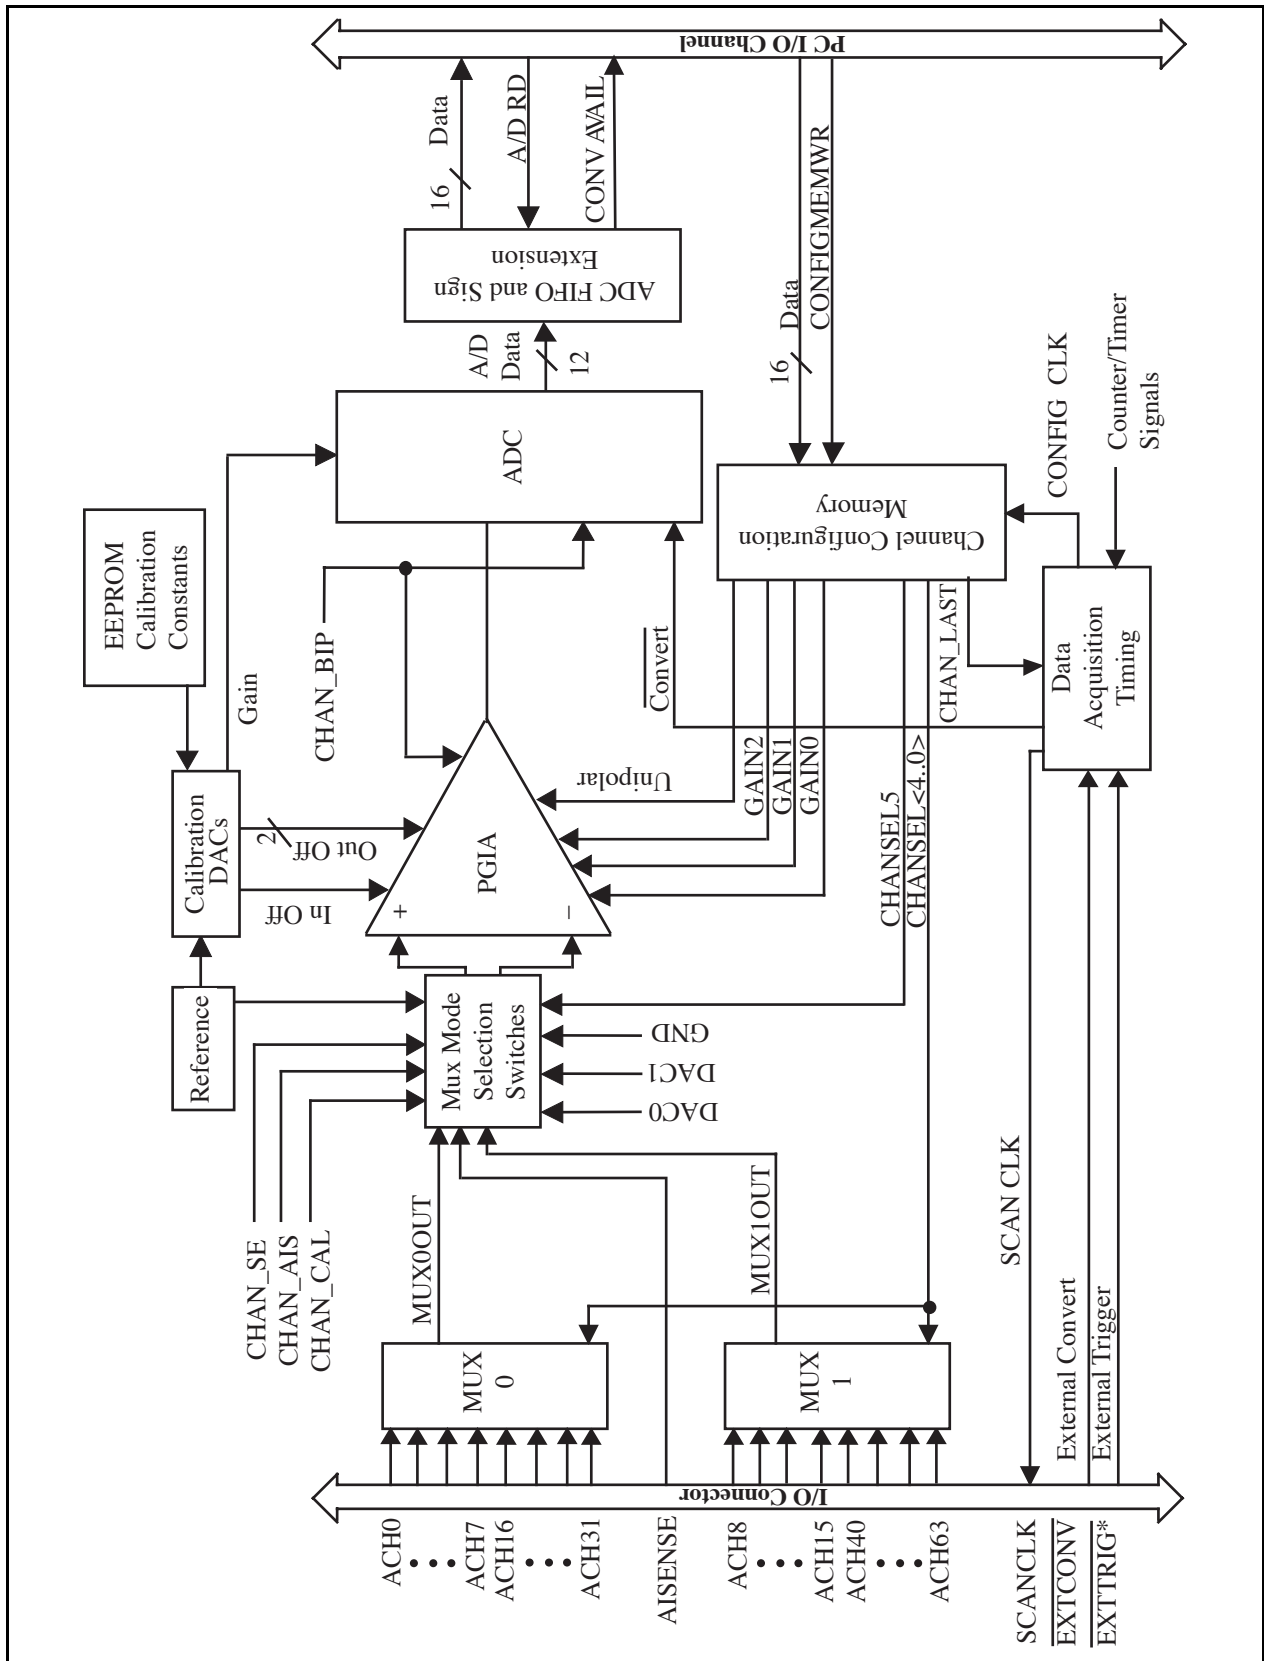 PC I/O Channel
Data
16
A/D RD
CONV AVAIL
ADC FIFO and Sign
Extension
A/D
Data
12
ADC
Data
16
CONFIGMEMWR
Channel Configuration
Memory
CONFIG CLK
Counter/Timer
Signals
EEPROM
Calibration
Constants
Gain
CHAN_BIP
Convert
CHAN_LAST
Data
Acquisition
Timing
Calibration
DACs
2
Out Off
In Off
PGIA
+
–
Unipolar
GAIN2
GAIN1
GAIN0
CHANSEL5
CHANSEL<4..0>
Reference
Mux Mode
Selection
Switches
GND
DAC1
DAC0
CHAN_SE
CHAN_AIS
CHAN_CAL
MUX0OUT
MUX1OUT
SCAN CLK
External Convert
External Trigger
MUX
0
MUX
1
I/O Connector
ACH0
ACH7
ACH16
ACH31
AISENSE
ACH8
ACH15
ACH40
ACH63
SCANCLK
EXTCONV
EXTTRIG*